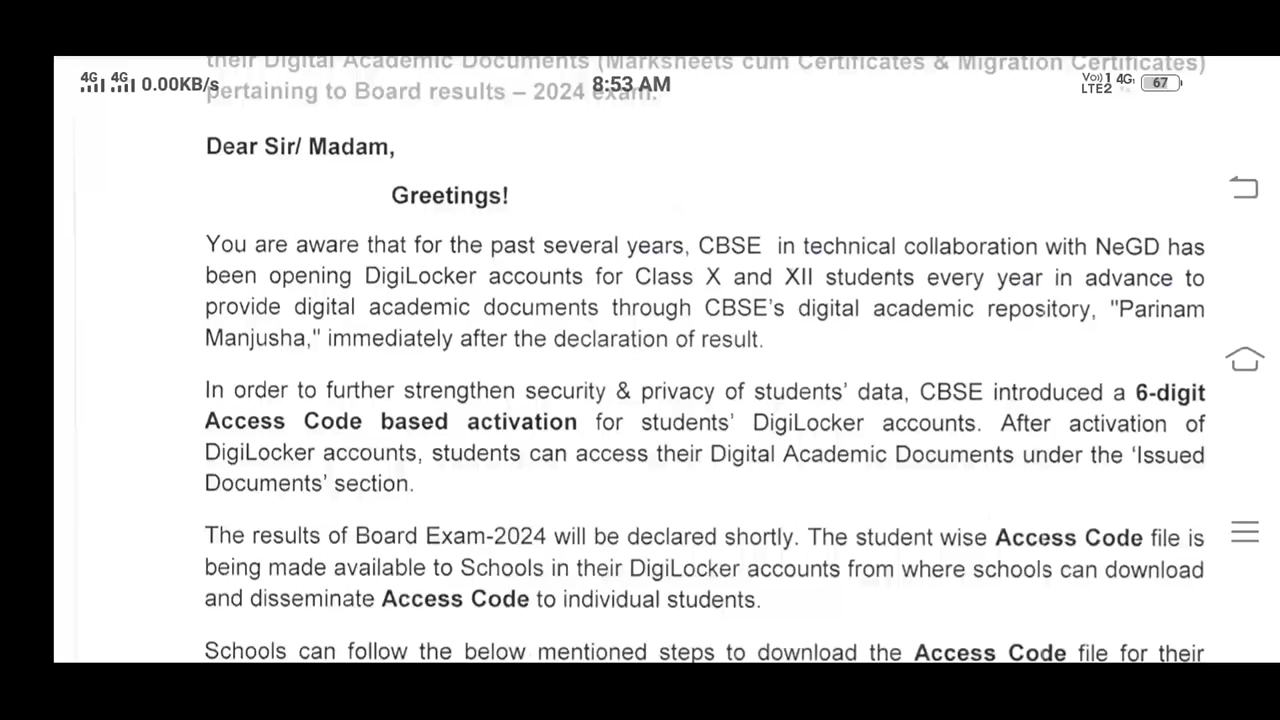 their Digital Academic Documents (Marksheets cum Certificates & Migration Certificates)
4G 4G 0.00KB/s 8:53 AM Vo) 1 LTE2 4G 67
pertaining to Board results – 2024 exam.
Dear Sir/ Madam,
Greetings!
You are aware that for the past several years, CBSE in technical collaboration with NeGD has
been opening DigiLocker accounts for Class X and XII students every year in advance to
provide digital academic documents through CBSE's digital academic repository, "Parinam
Manjusha," immediately after the declaration of result.
In order to further strengthen security & privacy of students' data, CBSE introduced a 6-digit
Access Code based activation for students' DigiLocker accounts. After activation of
DigiLocker accounts, students can access their Digital Academic Documents under the 'Issued
Documents' section.
The results of Board Exam-2024 will be declared shortly. The student wise Access Code file is
being made available to Schools in their DigiLocker accounts from where schools can download
and disseminate Access Code to individual students.
Schools can follow the below mentioned steps to download the Access Code file for their